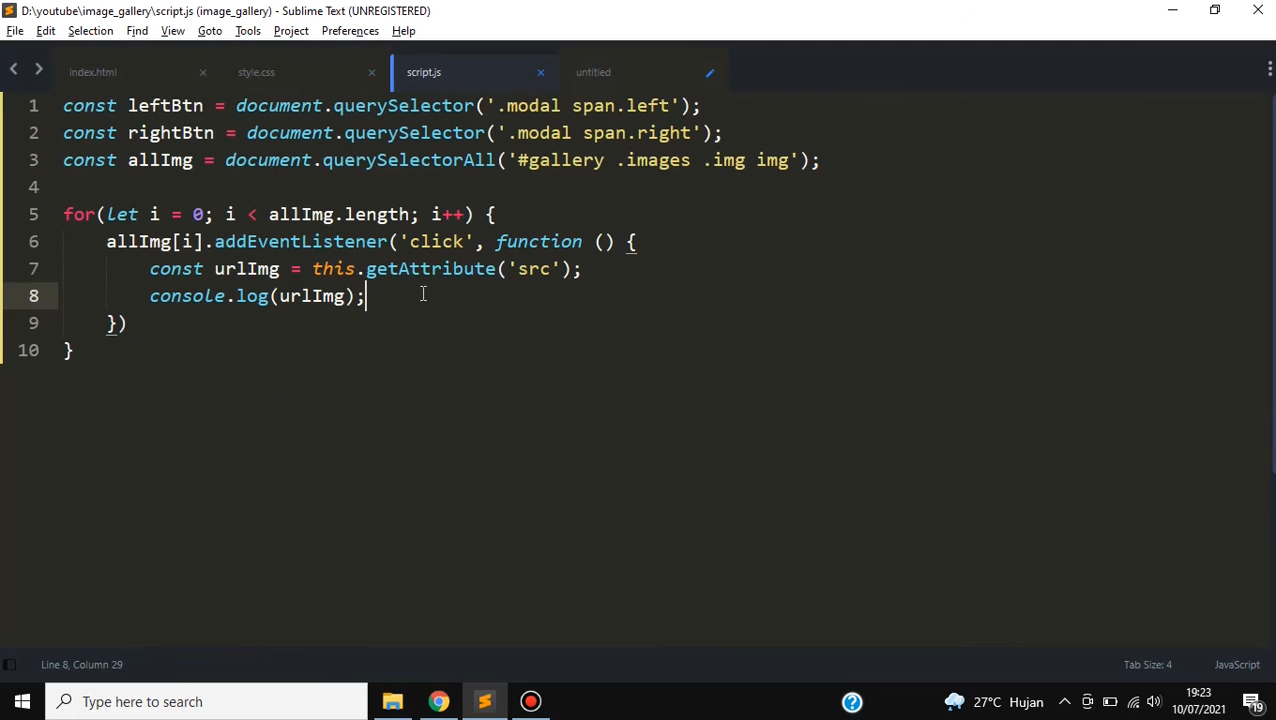 D:\youtube\image_gallery\script.js (image_gallery) - Sublime Text (UNREGISTERED)
File Edit Selection Find View Goto Tools Project Preferences Help
index.html style.css script.js untitled
1 const leftBtn = document.querySelector('.modal span.left');
2 const rightBtn = document.querySelector('.modal span.right');
3 const allImg = document.querySelectorAll('#gallery .images .img img');
4
5 for(let i = 0; i < allImg.length; i++) {
6 allImg[i].addEventListener('click', function () {
7 const urlImg = this.getAttribute('src');
8 console.log(urlImg);
9 })
10 }
Line 8, Column 29 Tab Size: 4 JavaScript
Type here to search 27°C Hujan 19:23
10/07/2021 19